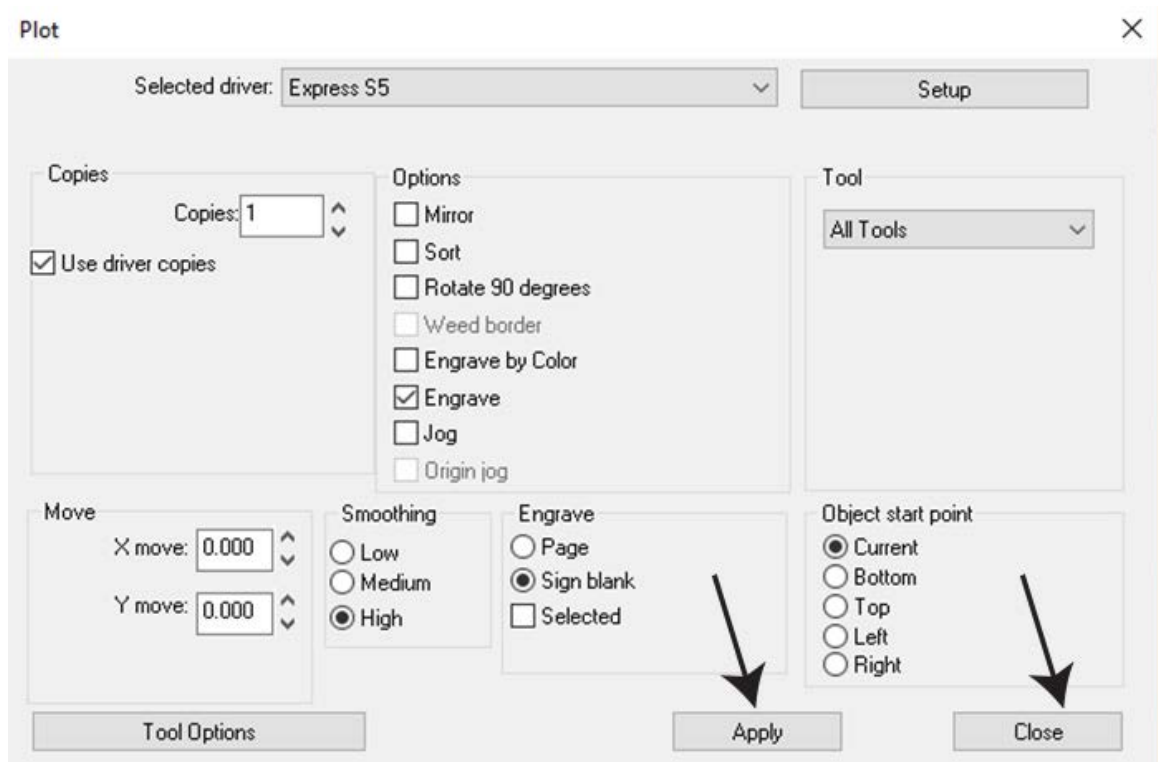 Plot
Selected driver: Express S5
Setup
Copies
Copies: 1
Use driver copies
Options
Mirror
Sort
Rotate 90 degrees
Weed border
Engrave by Color
Engrave
Jog
Origin jog
Tool
All Tools
Move
X move: 0.000
Y move: 0.000
Smoothing
Low
Medium
High
Engrave
Page
Sign blank
Selected
Object start point
Current
Bottom
Top
Left
Right
Tool Options
Apply
Close